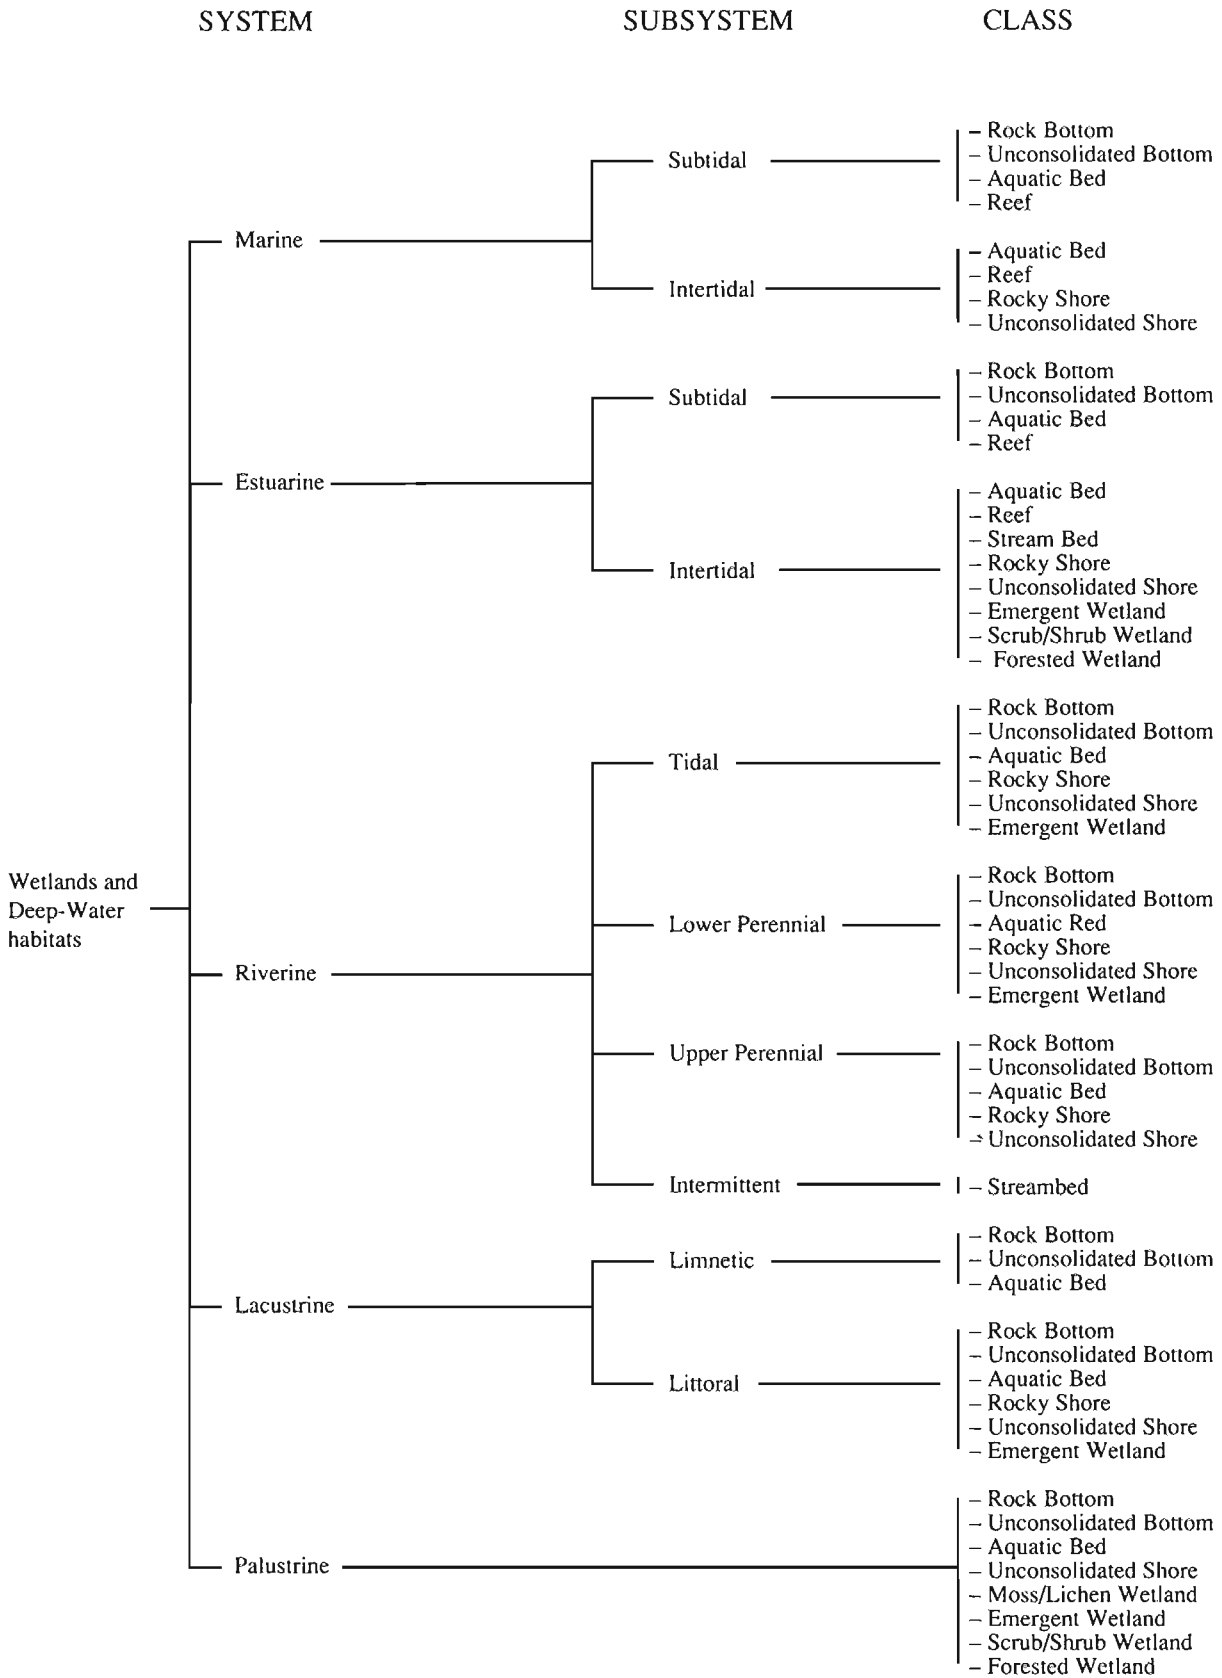 SYSTEM SUBSYSTEM CLASS
Marine
Subtidal
– Rock Bottom
– Unconsolidated Bottom
– Aquatic Bed
– Reef
Intertidal
– Aquatic Bed
– Reef
– Rocky Shore
– Unconsolidated Shore
Estuarine
Subtidal
– Rock Bottom
– Unconsolidated Bottom
– Aquatic Bed
– Reef
Intertidal
– Aquatic Bed
– Reef
– Stream Bed
– Rocky Shore
– Unconsolidated Shore
– Emergent Wetland
– Scrub/Shrub Wetland
– Forested Wetland
Wetlands and
Deep-Water
habitats
Riverine
Tidal
– Rock Bottom
– Unconsolidated Bottom
– Aquatic Bed
– Rocky Shore
– Unconsolidated Shore
– Emergent Wetland
Lower Perennial
– Rock Bottom
– Unconsolidated Bottom
– Aquatic Red
– Rocky Shore
– Unconsolidated Shore
– Emergent Wetland
Upper Perennial
– Rock Bottom
– Unconsolidated Bottom
– Aquatic Bed
– Rocky Shore
– Unconsolidated Shore
Intermittent
– Streambed
Lacustrine
Limnetic
– Rock Bottom
– Unconsolidated Bottom
– Aquatic Bed
Littoral
– Rock Bottom
– Unconsolidated Bottom
– Aquatic Bed
– Rocky Shore
– Unconsolidated Shore
– Emergent Wetland
Palustrine
– Rock Bottom
– Unconsolidated Bottom
– Aquatic Bed
– Unconsolidated Shore
– Moss/Lichen Wetland
– Emergent Wetland
– Scrub/Shrub Wetland
– Forested Wetland